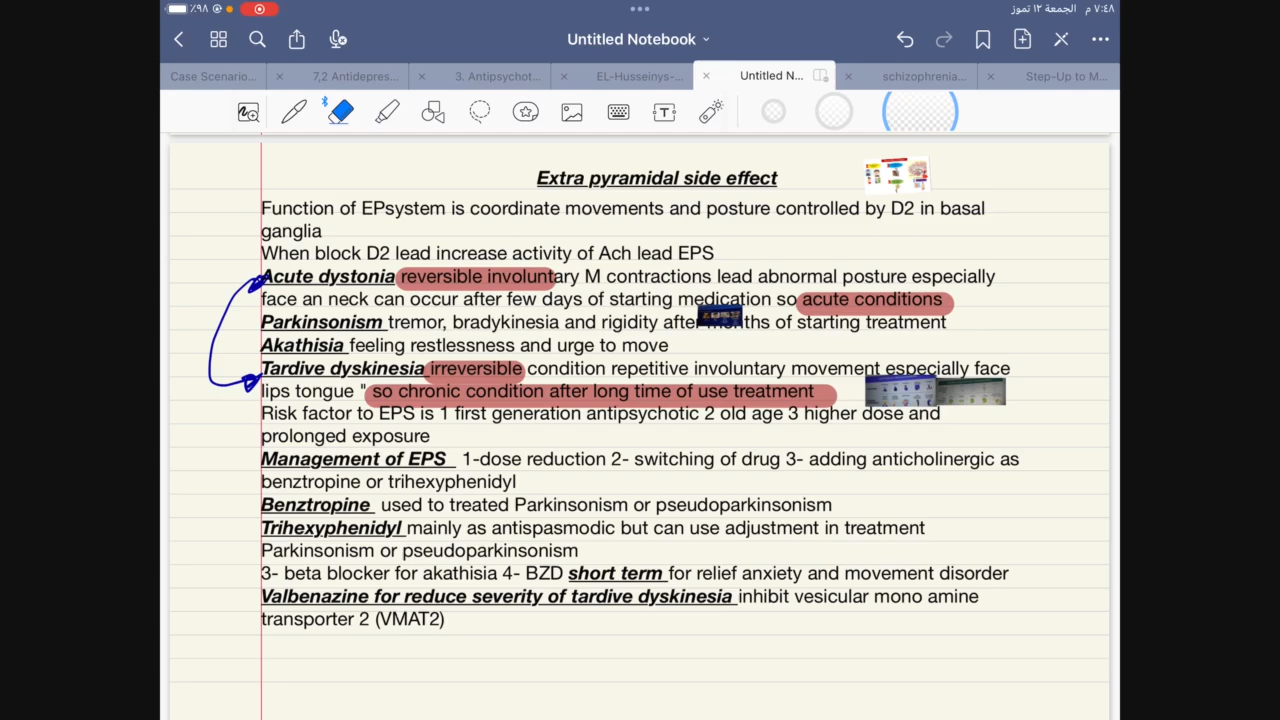 ٪٩٨ ٧:٤٨ م الجمعة ١٢ تموز
Untitled Notebook
Case Scenario... 7,2 Antidepres... 3. Antipsychot... EL-Husseinys-... Untitled N... schizophrenia... Step-Up to M...
Extra pyramidal side effect
Function of EPsystem is coordinate movements and posture controlled by D2 in basal
ganglia
When block D2 lead increase activity of Ach lead EPS
Acute dystonia reversible involuntary M contractions lead abnormal posture especially
face an neck can occur after few days of starting medication so acute conditions
Parkinsonism tremor, bradykinesia and rigidity after months of starting treatment
Akathisia feeling restlessness and urge to move
Tardive dyskinesia irreversible condition repetitive involuntary movement especially face
lips tongue " so chronic condition after long time of use treatment
Risk factor to EPS is 1 first generation antipsychotic 2 old age 3 higher dose and
prolonged exposure
Management of EPS 1-dose reduction 2- switching of drug 3- adding anticholinergic as
benztropine or trihexyphenidyl
Benztropine used to treated Parkinsonism or pseudoparkinsonism
Trihexyphenidyl mainly as antispasmodic but can use adjustment in treatment
Parkinsonism or pseudoparkinsonism
3- beta blocker for akathisia 4- BZD short term for relief anxiety and movement disorder
Valbenazine for reduce severity of tardive dyskinesia inhibit vesicular mono amine
transporter 2 (VMAT2)